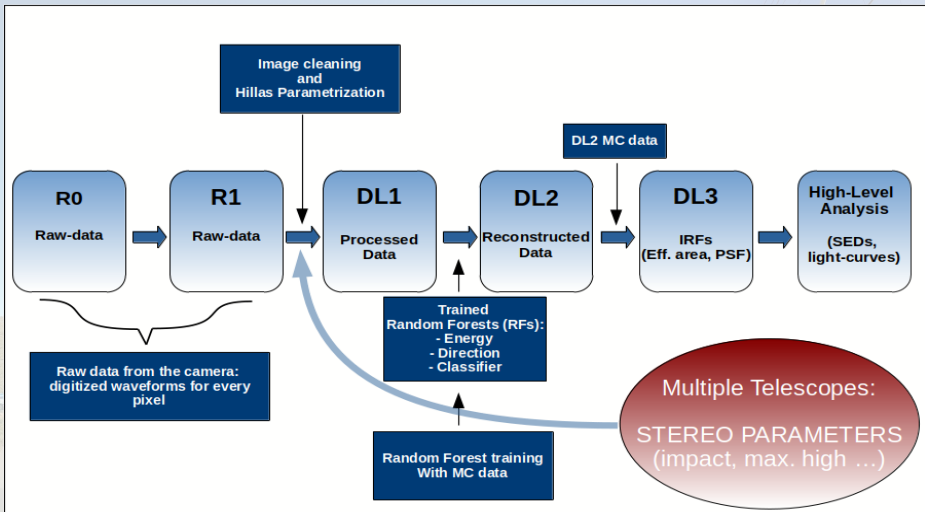 Image cleaning
and
Hillas Parametrization
DL2 MC data
R0
Raw-data
R1
Raw-data
DL1
Processed
Data
DL2
Reconstructed
Data
DL3
IRFs
(Eff. area, PSF)
High-Level
Analysis
(SEDs,
light-curves)
Raw data from the camera:
digitized waveforms for every
pixel
Trained
Random Forests (RFs):
- Energy
- Direction
- Classifier
Random Forest training
With MC data
Multiple Telescopes:
STEREO PARAMETERS
(impact, max. high ...)